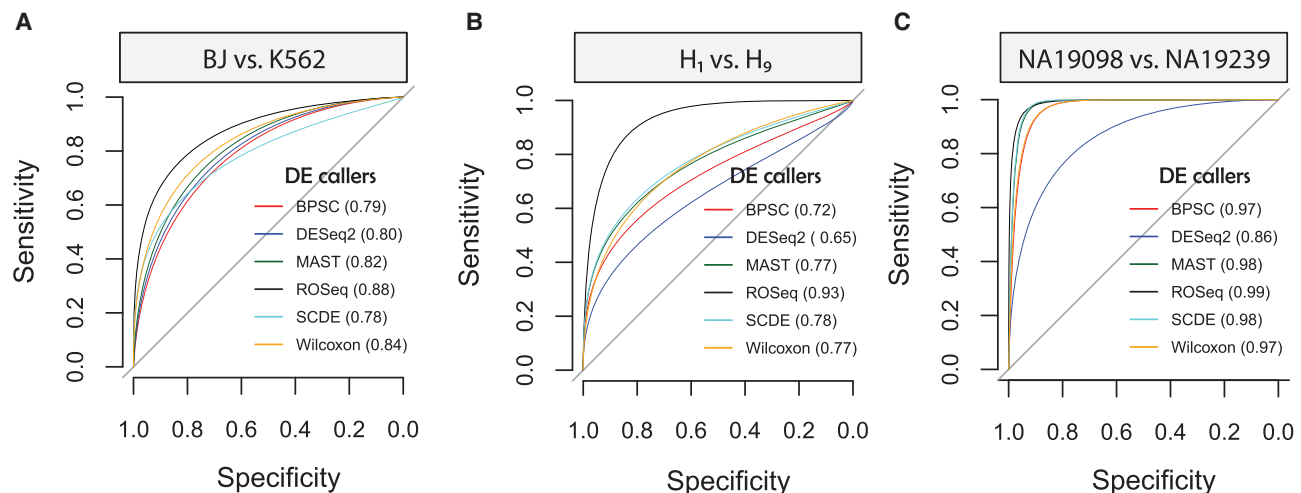 A
BJ vs. K562
Sensitivity
1.0
0.8
0.6
0.4
0.2
0.0
DE callers
BPSC (0.79)
DESeq2 (0.80)
MAST (0.82)
ROSeq (0.88)
SCDE (0.78)
Wilcoxon (0.84)
1.0 0.8 0.6 0.4 0.2 0.0
Specificity
B
H₁ vs. H₉
Sensitivity
1.0
0.8
0.6
0.4
0.2
0.0
DE callers
BPSC (0.72)
DESeq2 ( 0.65)
MAST (0.77)
ROSeq (0.93)
SCDE (0.78)
Wilcoxon (0.77)
1.0 0.8 0.6 0.4 0.2 0.0
Specificity
C
NA19098 vs. NA19239
Sensitivity
1.0
0.8
0.6
0.4
0.2
0.0
DE callers
BPSC (0.97)
DESeq2 (0.86)
MAST (0.98)
ROSeq (0.99)
SCDE (0.98)
Wilcoxon (0.97)
1.0 0.8 0.6 0.4 0.2 0.0
Specificity